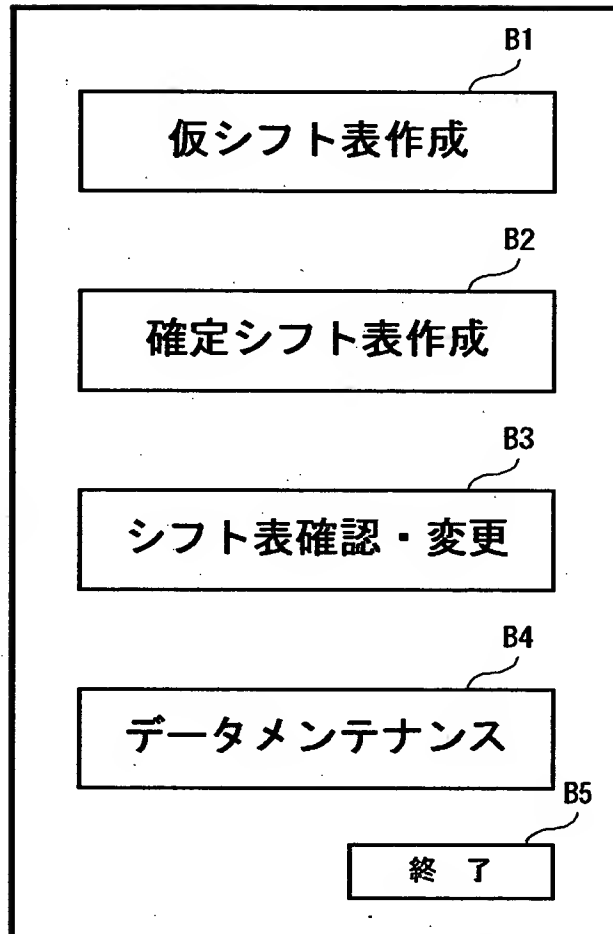 B1
仮シフト表作成
B2
確定シフト表作成
B3
シフト表確認・変更
B4
データメンテナンス
B5
終 了